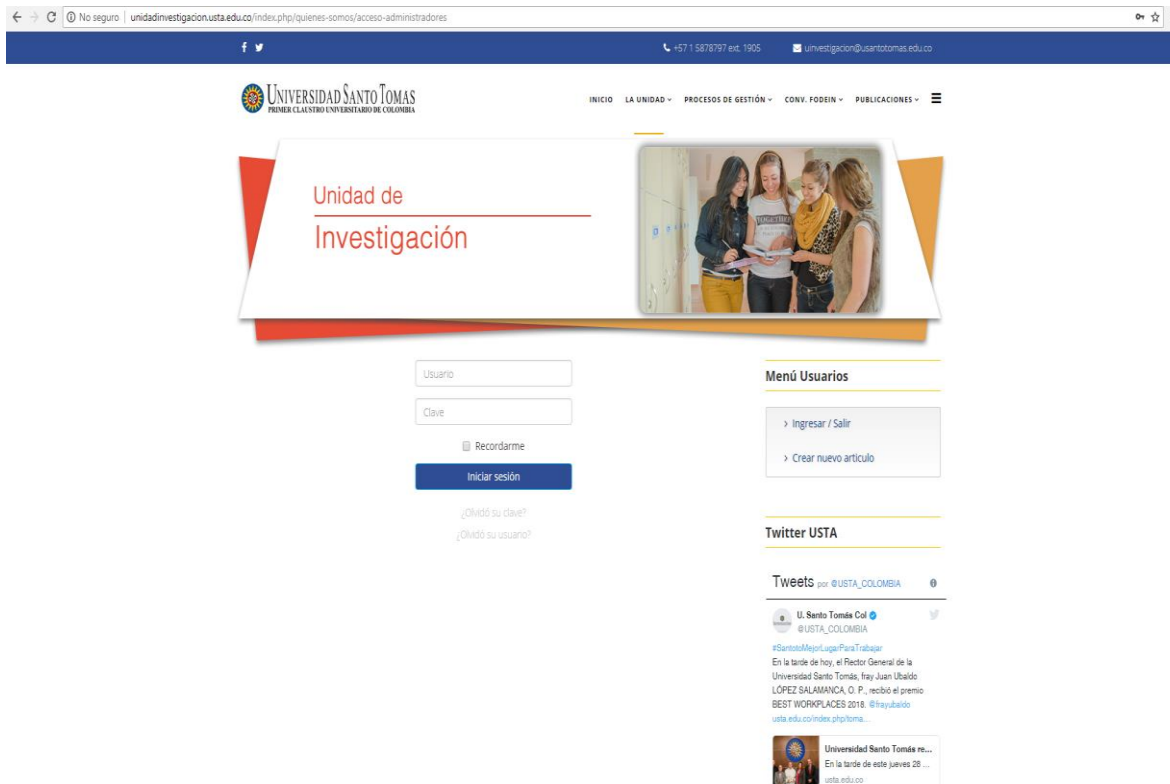 No seguro | unidadinvestigacion.usta.edu.co/index.php/quienes-somos/acceso-administradores
+57 1 5878797 ext. 1905 uinvestigacion@usantotomas.edu.co
UNIVERSIDAD SANTO TOMAS
PRIMER CLAUSTRO UNIVERSITARIO DE COLOMBIA
INICIO LA UNIDAD PROCESOS DE GESTIÓN CONV. FODEIN PUBLICACIONES
Unidad de
Investigación
TOGETHER
Usuario
Clave
Recordarme
Iniciar sesión
¿Olvidó su clave?
¿Olvidó su usuario?
Menú Usuarios
Ingresar / Salir
Crear nuevo articulo
Twitter USTA
Tweets por @USTA_COLOMBIA
U. Santo Tomás Col
@USTA_COLOMBIA
#SantotoMejorLugarParaTrabajar
En la tarde de hoy, el Rector General de la
Universidad Santo Tomás, fray Juan Ubaldo
LÓPEZ SALAMANCA, O. P., recibió el premio
BEST WORKPLACES 2018. @frayubaldo
usta.edu.co/index.php/toma...
Universidad Santo Tomás re...
En la tarde de este jueves 28 ...
usta.edu.co